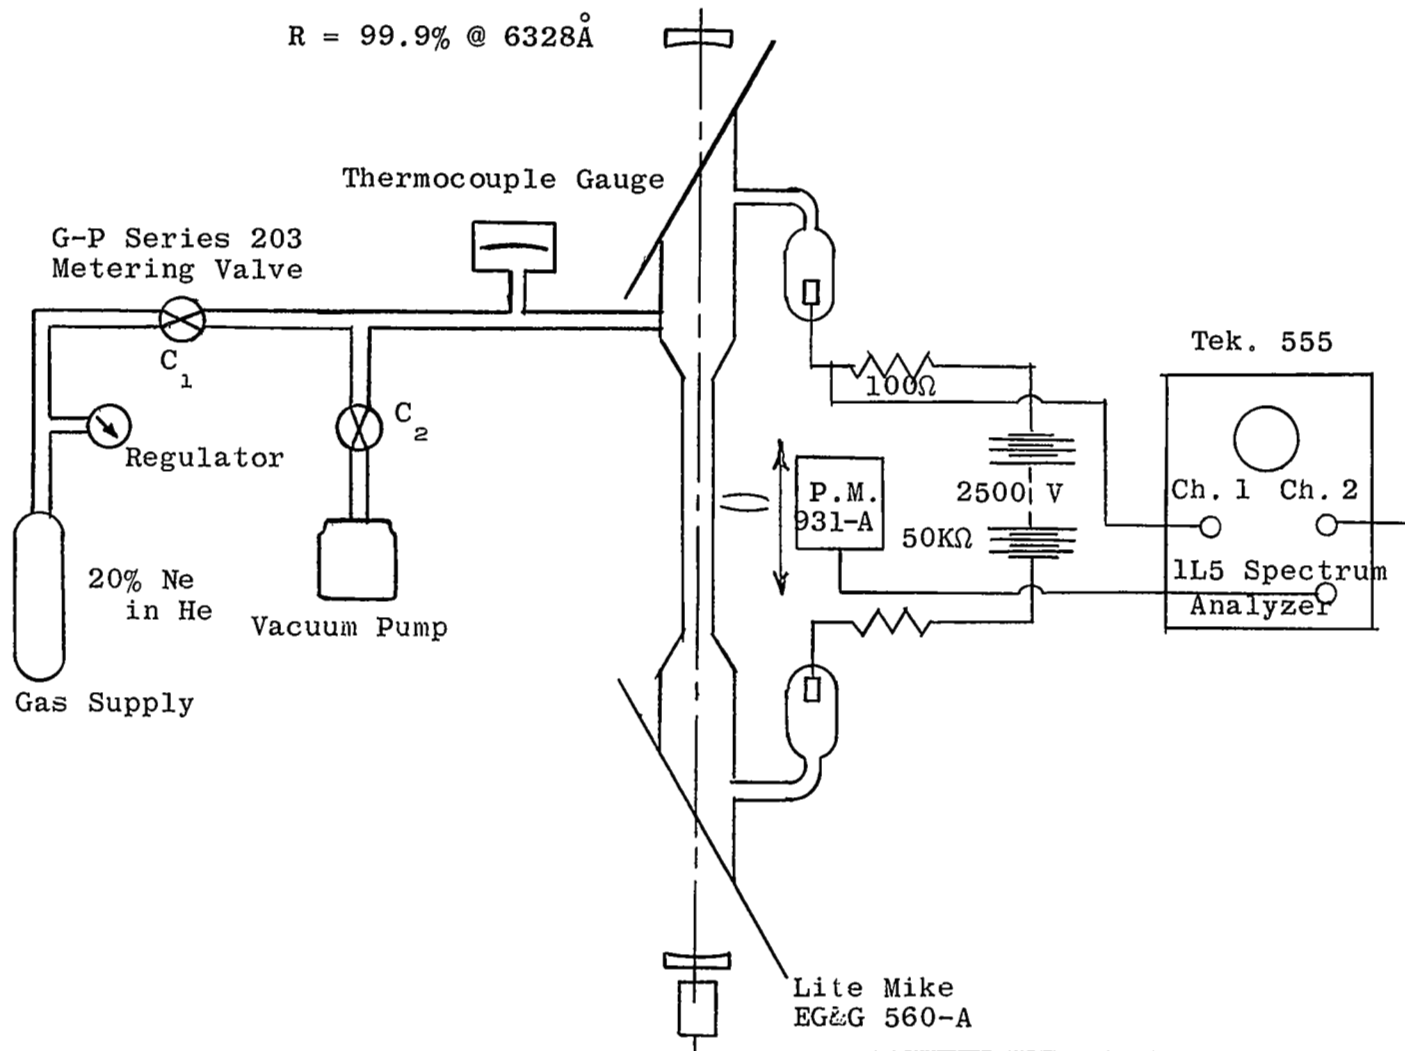 R = 99.9% @ 6328Å
Thermocouple Gauge
G-P Series 203
Metering Valve
C₁
C₂
Regulator
20% Ne
in He
Vacuum Pump
Gas Supply
100Ω
P.M.
931-A
2500 V
50KΩ
Tek. 555
Ch. 1 Ch. 2
1L5 Spectrum
Analyzer
Lite Mike
EG&G 560-A